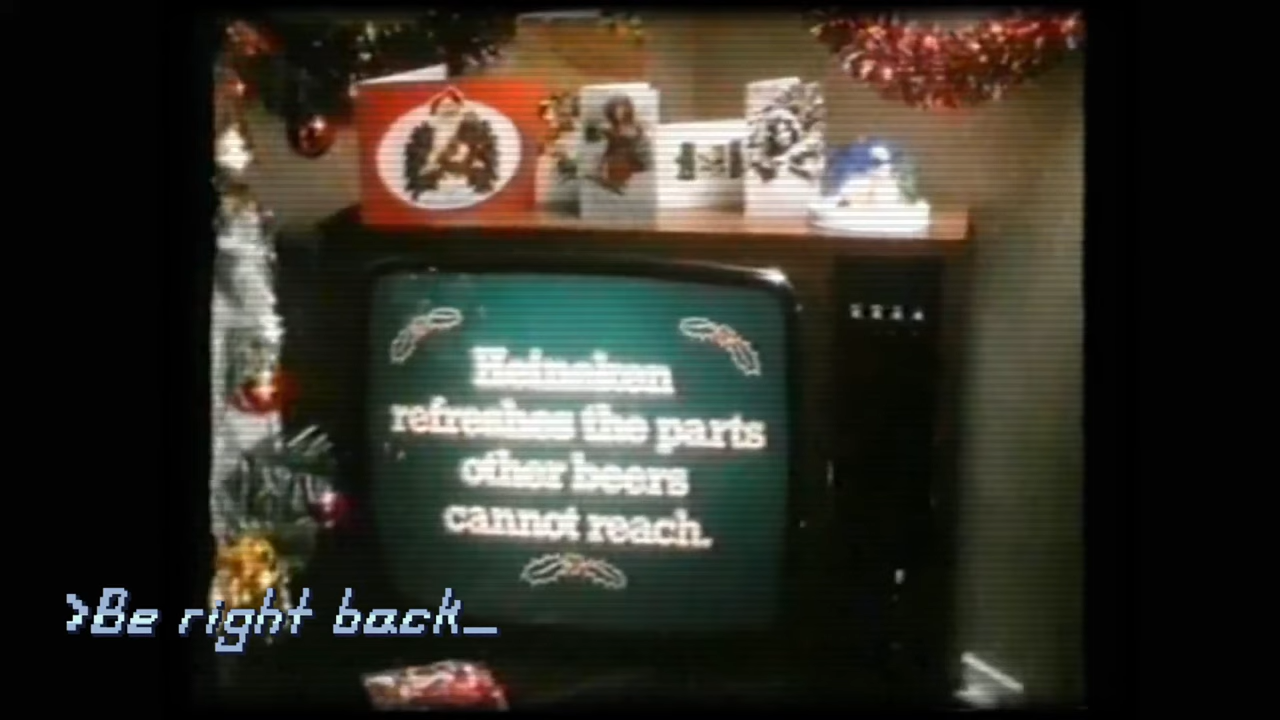 Heineken
refreshes the parts
other beers
cannot reach.
>Be right back_